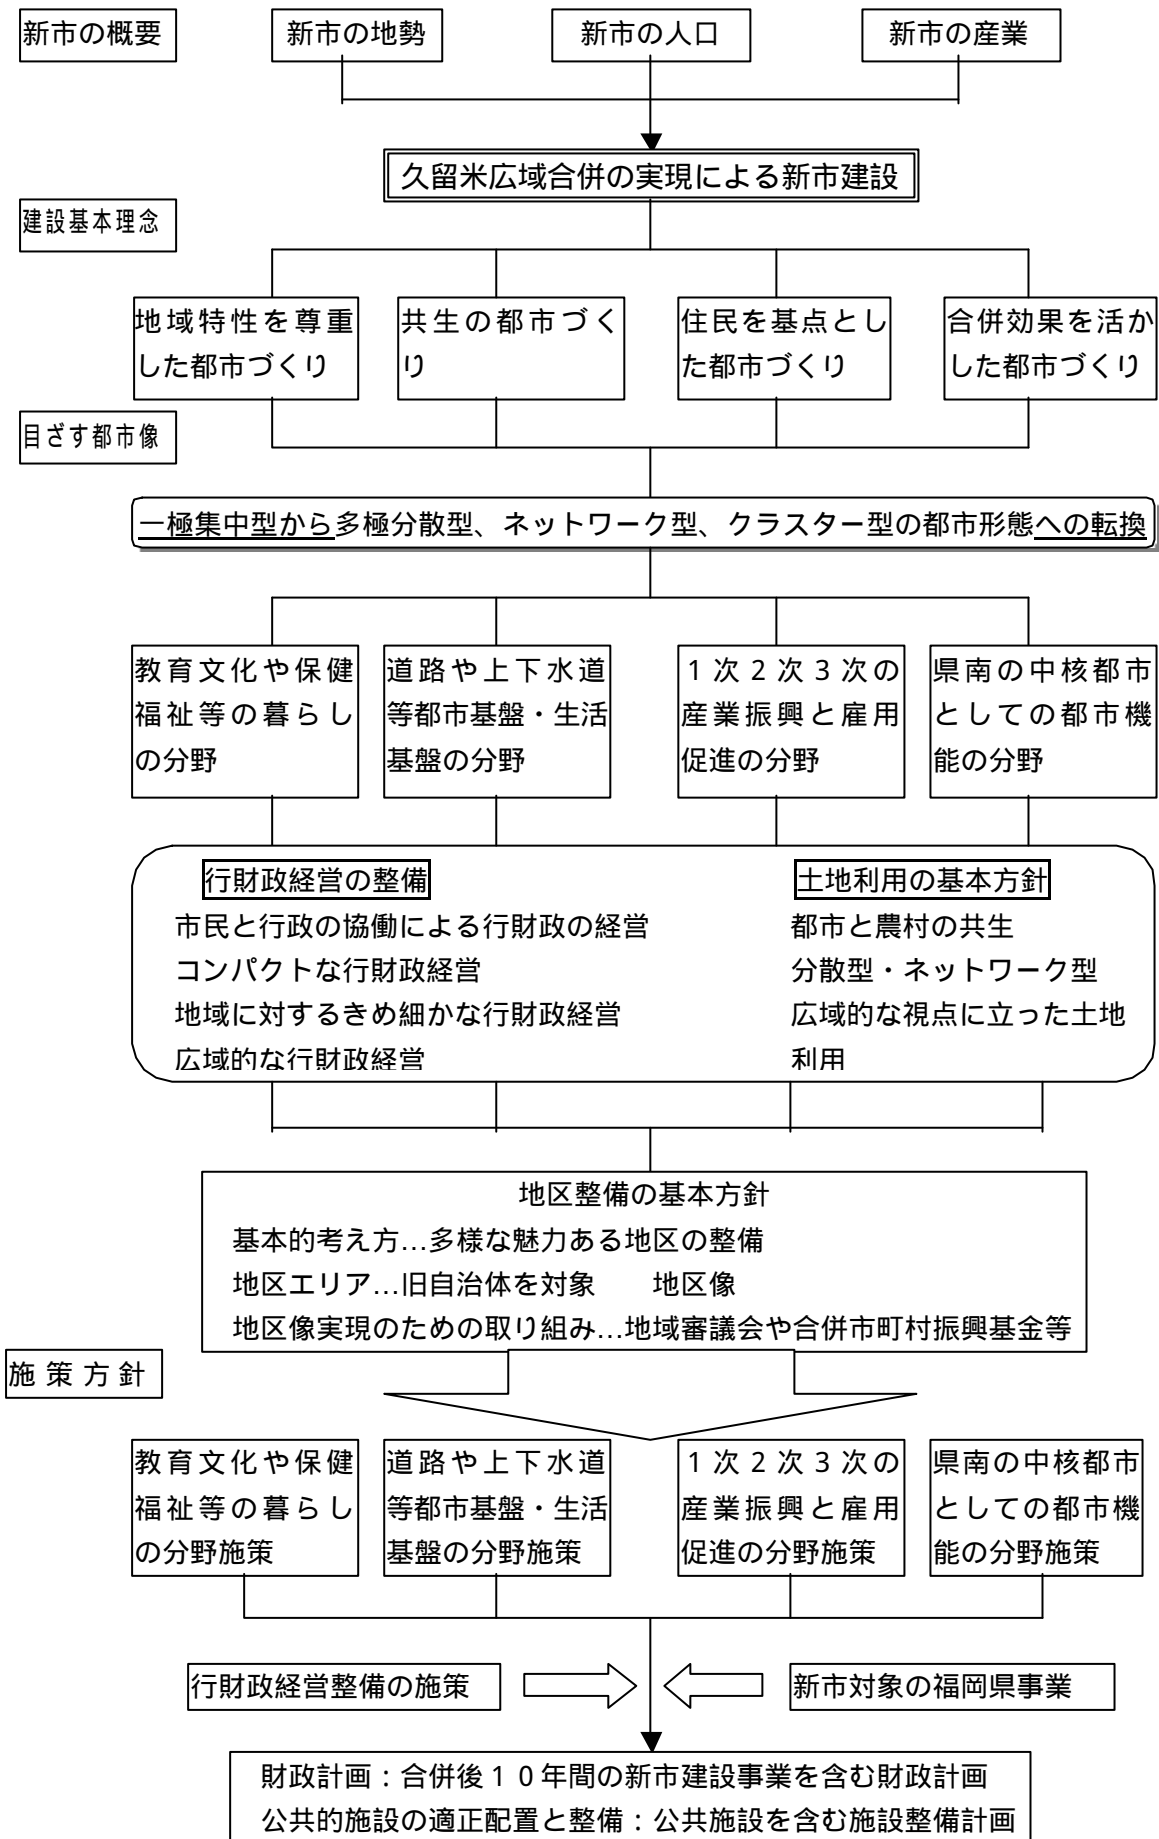 新市の概要
新市の地勢
新市の人口
新市の産業
久留米広域合併の実現による新市建設
建設基本理念
地域特性を尊重
した都市づくり
共生の都市づく
り
住民を基点とし
た都市づくり
合併効果を活か
した都市づくり
目ざす都市像
一極集中型から多極分散型、ネットワーク型、クラスター型の都市形態への転換
教育文化や保健
福祉等の暮らし
の分野
道路や上下水道
等都市基盤・生活
基盤の分野
1次2次3次の
産業振興と雇用
促進の分野
県南の中核都市
としての都市機
能の分野
行財政経営の整備
市民と行政の協働による行財政の経営
コンパクトな行財政経営
地域に対するきめ細かな行財政経営
広域的な行財政経営
土地利用の基本方針
都市と農村の共生
分散型・ネットワーク型
広域的な視点に立った土地
利用
地区整備の基本方針
基本的考え方…多様な魅力ある地区の整備
地区エリア…旧自治体を対象　　地区像
地区像実現のための取り組み…地域審議会や合併市町村振興基金等
施策方針
教育文化や保健
福祉等の暮らし
の分野施策
道路や上下水道
等都市基盤・生活
基盤の分野施策
1次2次3次の
産業振興と雇用
促進の分野施策
県南の中核都市
としての都市機
能の分野施策
行財政経営整備の施策
新市対象の福岡県事業
財政計画：合併後10年間の新市建設事業を含む財政計画
公共的施設の適正配置と整備：公共施設を含む施設整備計画